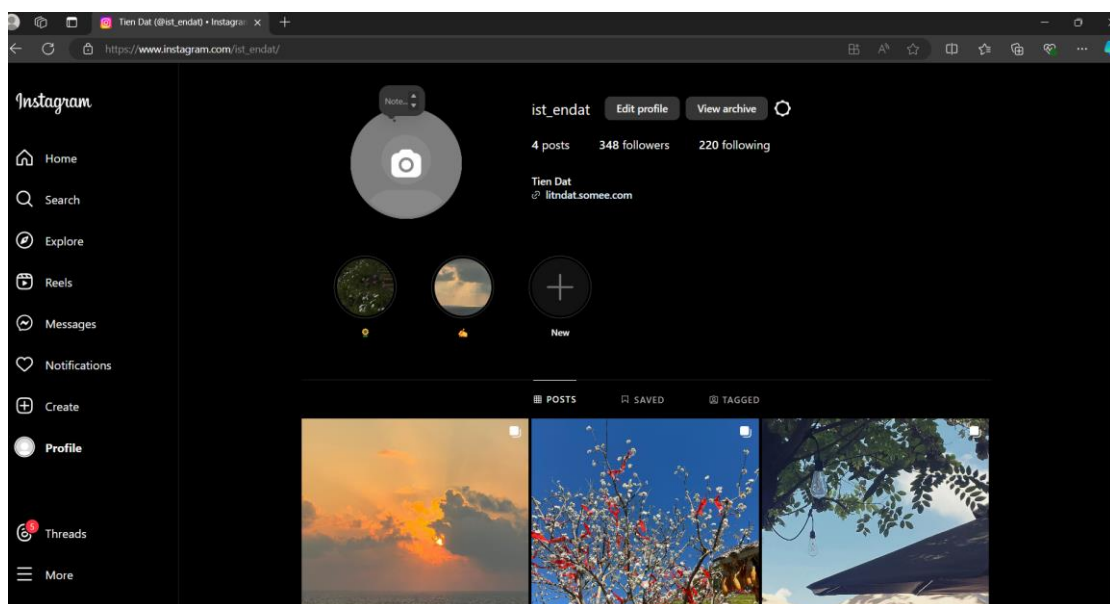 Tien Dat (@ist_endat) • Instagram
https://www.instagram.com/ist_endat/
Instagram
Home
Search
Explore
Reels
Messages
Notifications
Create
Profile
5
Threads
More
Note...
ist_endat Edit profile View archive
4 posts 348 followers 220 following
Tien Dat
litndat.somee.com
New
POSTS SAVED TAGGED